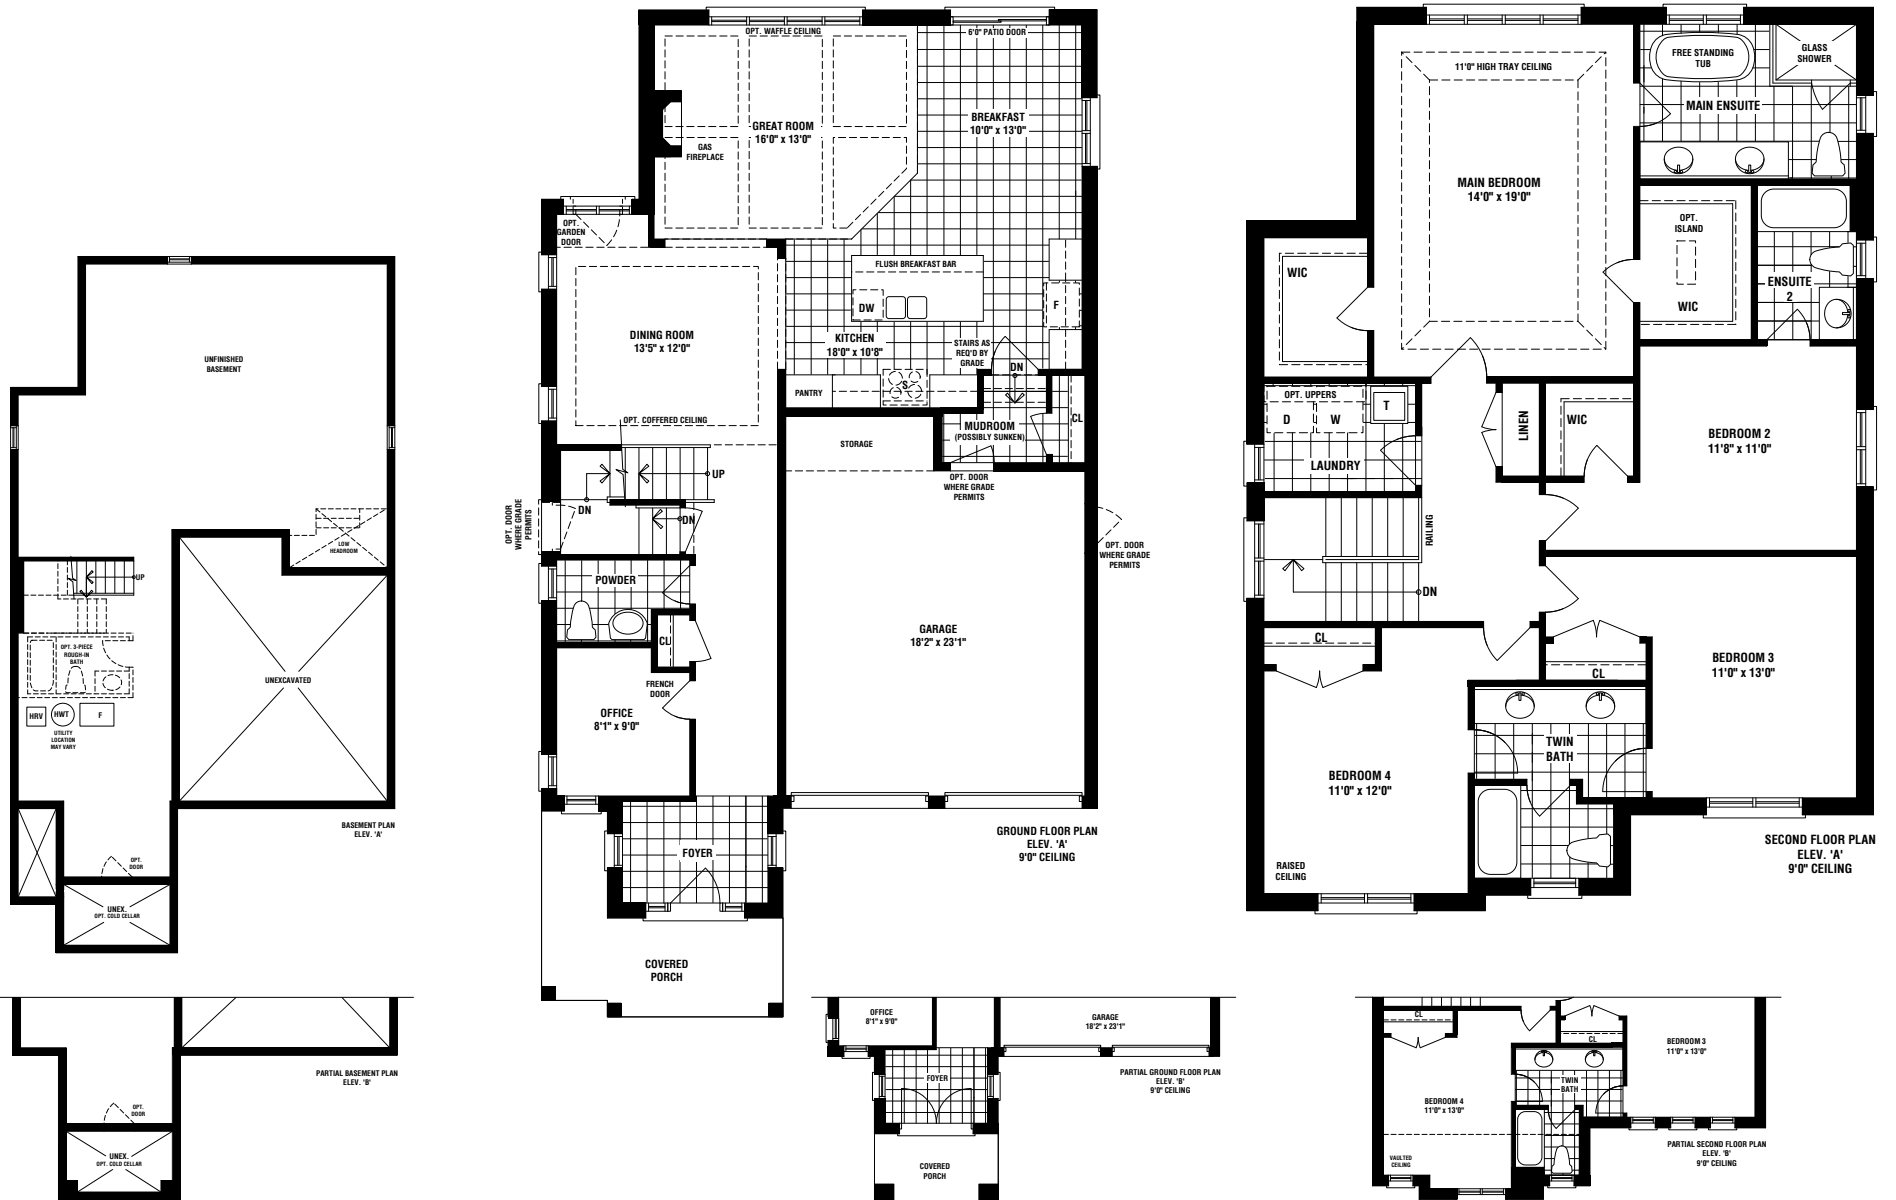 UNFINISHED
BASEMENT
LOW
HEADROOM
UP
OPT. 3-PIECE
ROUGH-IN
BATH
UNEXCAVATED
HRV
HWT
F
UTILITY
LOCATION
MAY VARY
BASEMENT PLAN
ELEV. 'A'
OPT.
DOOR
UNEX.
OPT. COLD CELLAR
OPT. WAFFLE CEILING
6'0" PATIO DOOR
GREAT ROOM
16'0" x 13'0"
BREAKFAST
10'0" x 13'0"
GAS
FIREPLACE
OPT.
GARDEN
DOOR
FLUSH BREAKFAST BAR
DW
F
DINING ROOM
13'5" x 12'0"
KITCHEN
18'0" x 10'8"
STAIRS AS
REQ'D BY
GRADE
DN
PANTRY
S
OPT. COFFERED CEILING
MUDROOM
(POSSIBLY SUNKEN)
CL
STORAGE
UP
OPT. DOOR
WHERE GRADE
PERMITS
DN
DN
OPT. DOOR
WHERE GRADE
PERMITS
OPT. DOOR
WHERE GRADE
PERMITS
POWDER
CL
GARAGE
18'2" x 23'1"
FRENCH
DOOR
OFFICE
8'1" x 9'0"
FOYER
GROUND FLOOR PLAN
ELEV. 'A'
9'0" CEILING
COVERED
PORCH
11'0" HIGH TRAY CEILING
FREE STANDING
TUB
GLASS
SHOWER
MAIN ENSUITE
MAIN BEDROOM
14'0" x 19'0"
OPT.
ISLAND
WIC
WIC
ENSUITE
2
OPT. UPPERS
D
W
T
LAUNDRY
LINEN
WIC
BEDROOM 2
11'8" x 11'0"
RAILING
DN
CL
CL
BEDROOM 3
11'0" x 13'0"
TWIN
BATH
BEDROOM 4
11'0" x 12'0"
RAISED
CEILING
SECOND FLOOR PLAN
ELEV. 'A'
9'0" CEILING
PARTIAL BASEMENT PLAN
ELEV. 'B'
OPT.
DOOR
UNEX.
OPT. COLD CELLAR
OFFICE
8'1" x 9'0"
GARAGE
18'2" x 23'1"
FOYER
PARTIAL GROUND FLOOR PLAN
ELEV. 'B'
9'0" CEILING
COVERED
PORCH
CL
CL
BEDROOM 3
11'0" x 13'0"
TWIN
BATH
BEDROOM 4
11'0" x 13'0"
VAULTED
CEILING
PARTIAL SECOND FLOOR PLAN
ELEV. 'B'
9'0" CEILING